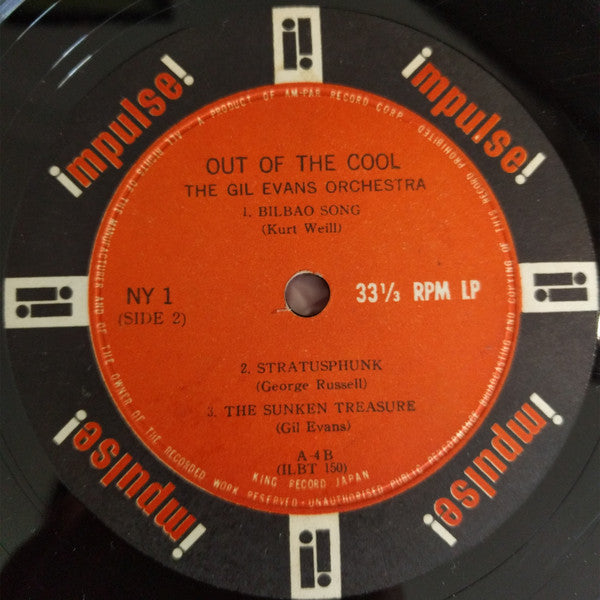 impulse!
impulse!
A PRODUCT OF AM-PAR RECORD CORP.
OUT OF THE COOL
THE GIL EVANS ORCHESTRA
1. BILBAO SONG
(Kurt Weill)
NY 1
(SIDE 2)
33⅓ RPM LP
2. STRATUSPHUNK
(George Russell)
3. THE SUNKEN TREASURE
(Gil Evans)
A-4B
(ILBT 150)
KING RECORD JAPAN
ALL RIGHTS OF THE MANUFACTURER AND OF THE OWNER OF THE RECORDED WORK RESERVED·UNAUTHORISED PUBLIC PERFORMANCE BROADCASTING AND COPYING OF THIS RECORD PROHIBITED
impulse!
impulse!